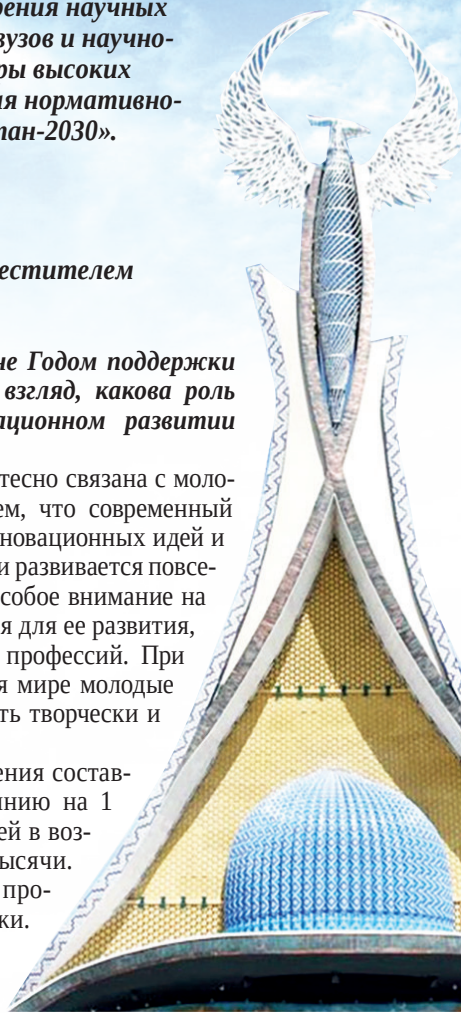 рения научных
вузов и научно-
ры высоких
ия нормативно-
тан-2030».
естителем
не Годом поддержки
взгляд, какова роль
ационном развитии
тесно связана с моло-
ем, что современный
новационных идей и
и развивается повсе-
собое внимание на
я для ее развития,
профессий. При
я мире молодые
ть творчески и
ения состав-
янию на 1
ей в воз-
ысячи.
про-
ки.